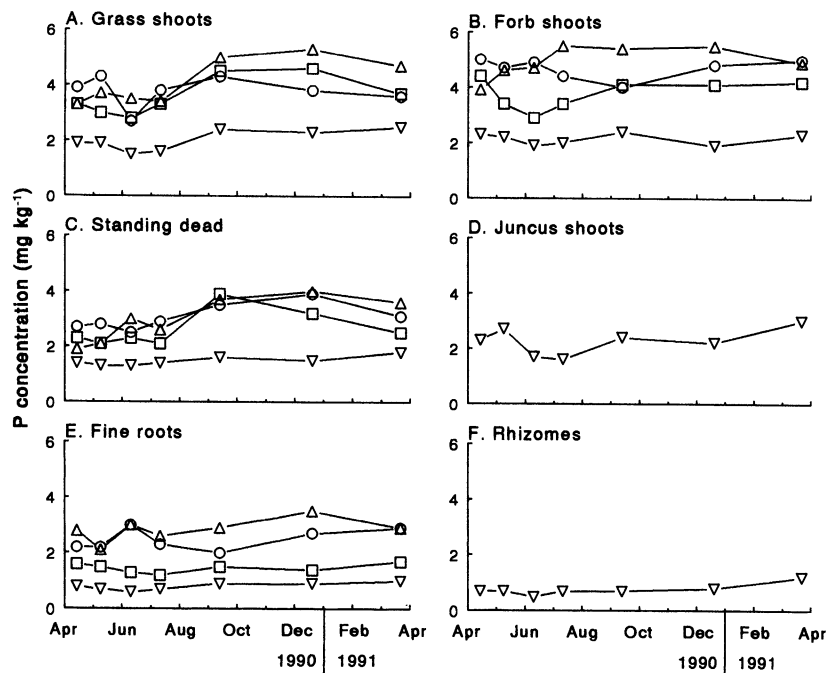 A. Grass shoots
6
4
2
0
B. Forb shoots
6
4
2
0
C. Standing dead
6
4
2
0
D. Juncus shoots
6
4
2
0
E. Fine roots
6
4
2
0
F. Rhizomes
6
4
2
0
P concentration (mg kg⁻¹)
Apr Jun Aug Oct Dec Feb Apr
1990 1991
Apr Jun Aug Oct Dec Feb Apr
1990 1991